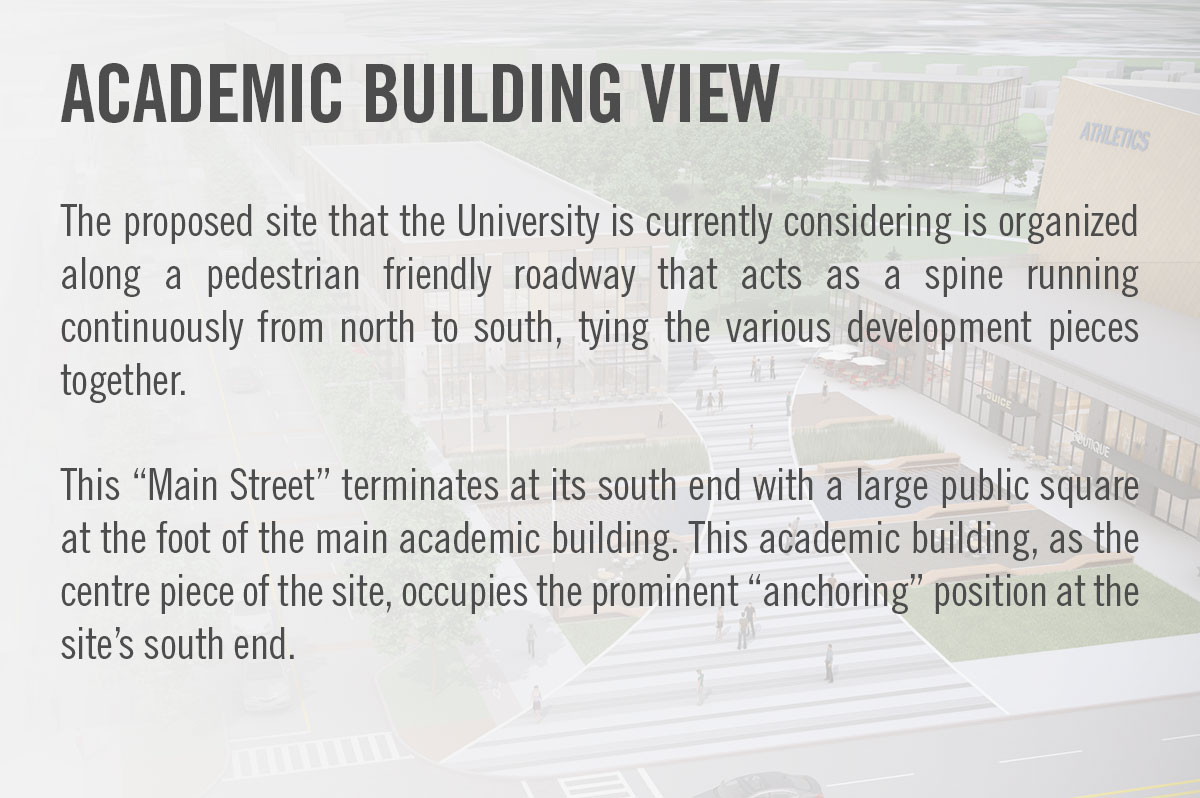 ACADEMIC BUILDING VIEW
The proposed site that the University is currently considering is organized
along a pedestrian friendly roadway that acts as a spine running
continuously from north to south, tying the various development pieces
together.
This “Main Street” terminates at its south end with a large public square
at the foot of the main academic building. This academic building, as the
centre piece of the site, occupies the prominent “anchoring” position at the
site’s south end.
ATHLETICS
BOUTIQUE